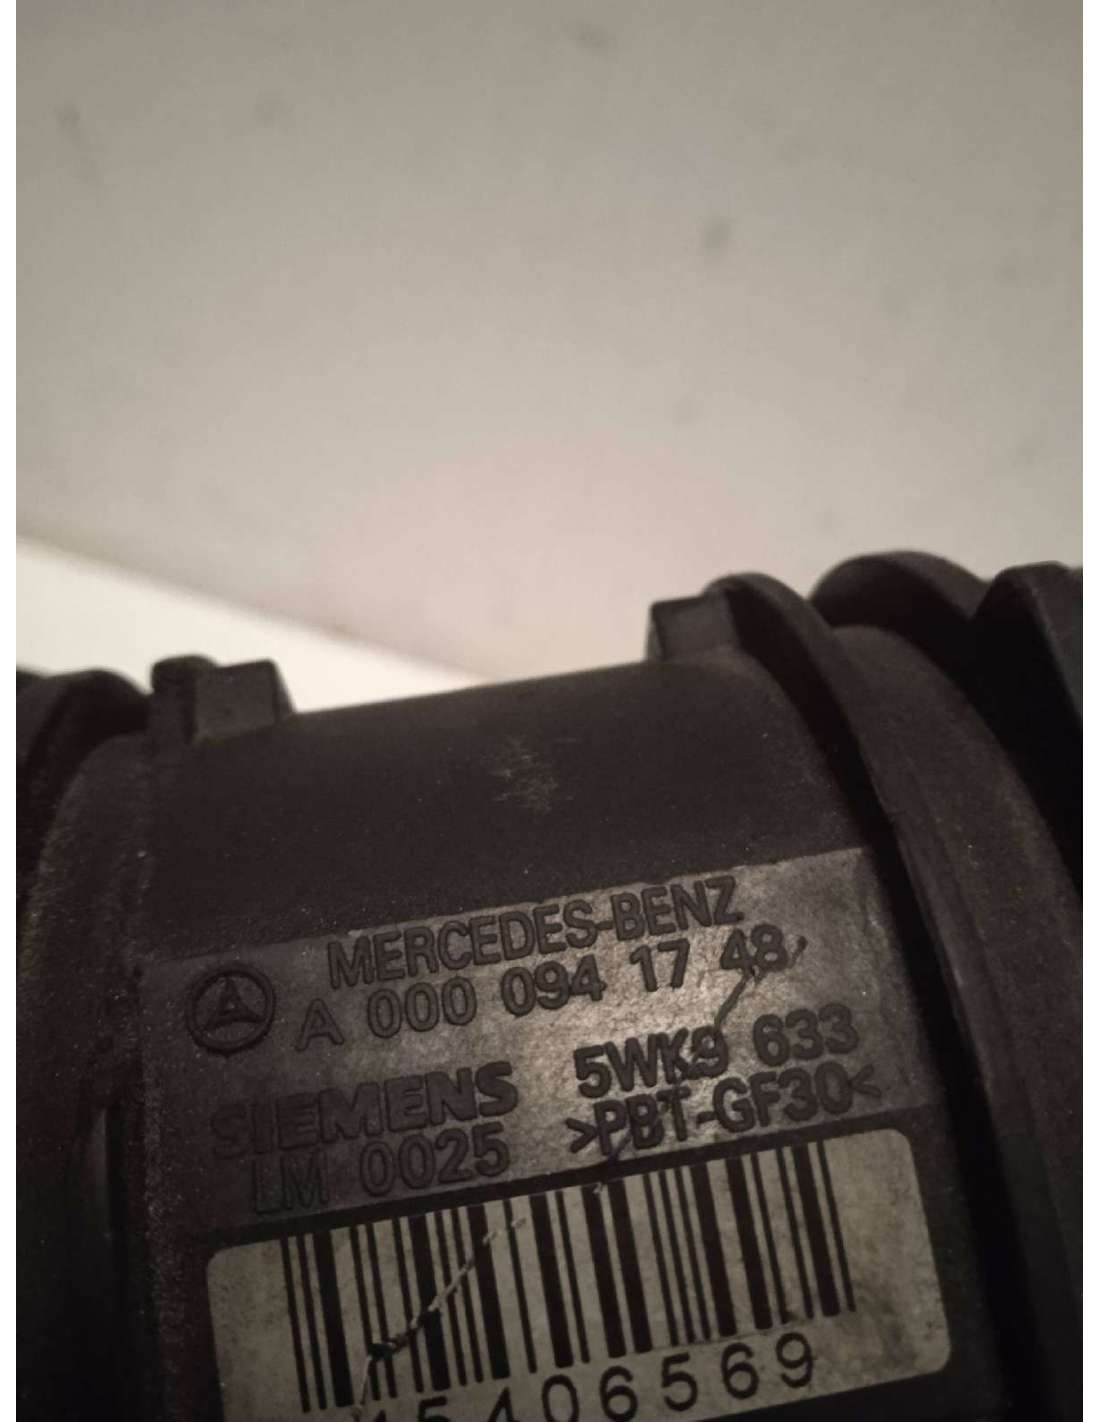 MERCEDES-BENZ
A 000 094 17 48
SIEMENS 5WK9 633
LM 0025 >PBT-GF30<
15406569